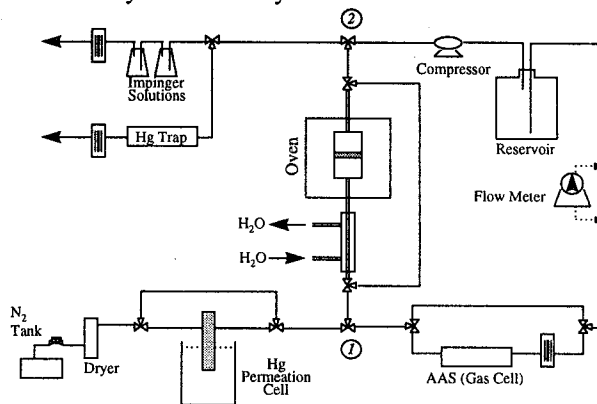 2
Impinger
Solutions
Compressor
Hg Trap
Reservoir
Oven
Flow Meter
H₂O
H₂O
N₂
Tank
Dryer
Hg
Permeation
Cell
1
AAS (Gas Cell)